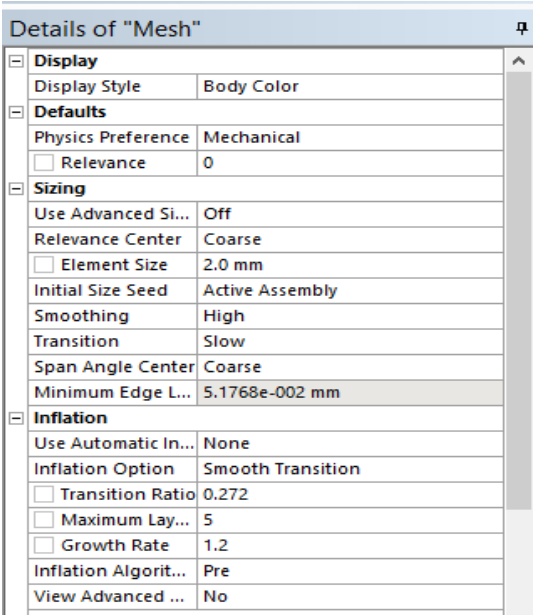 Details of "Mesh"
Display
Display Style Body Color
Defaults
Physics Preference Mechanical
Relevance 0
Sizing
Use Advanced Si... Off
Relevance Center Coarse
Element Size 2.0 mm
Initial Size Seed Active Assembly
Smoothing High
Transition Slow
Span Angle Center Coarse
Minimum Edge L... 5.1768e-002 mm
Inflation
Use Automatic In... None
Inflation Option Smooth Transition
Transition Ratio 0.272
Maximum Lay... 5
Growth Rate 1.2
Inflation Algorit... Pre
View Advanced ... No